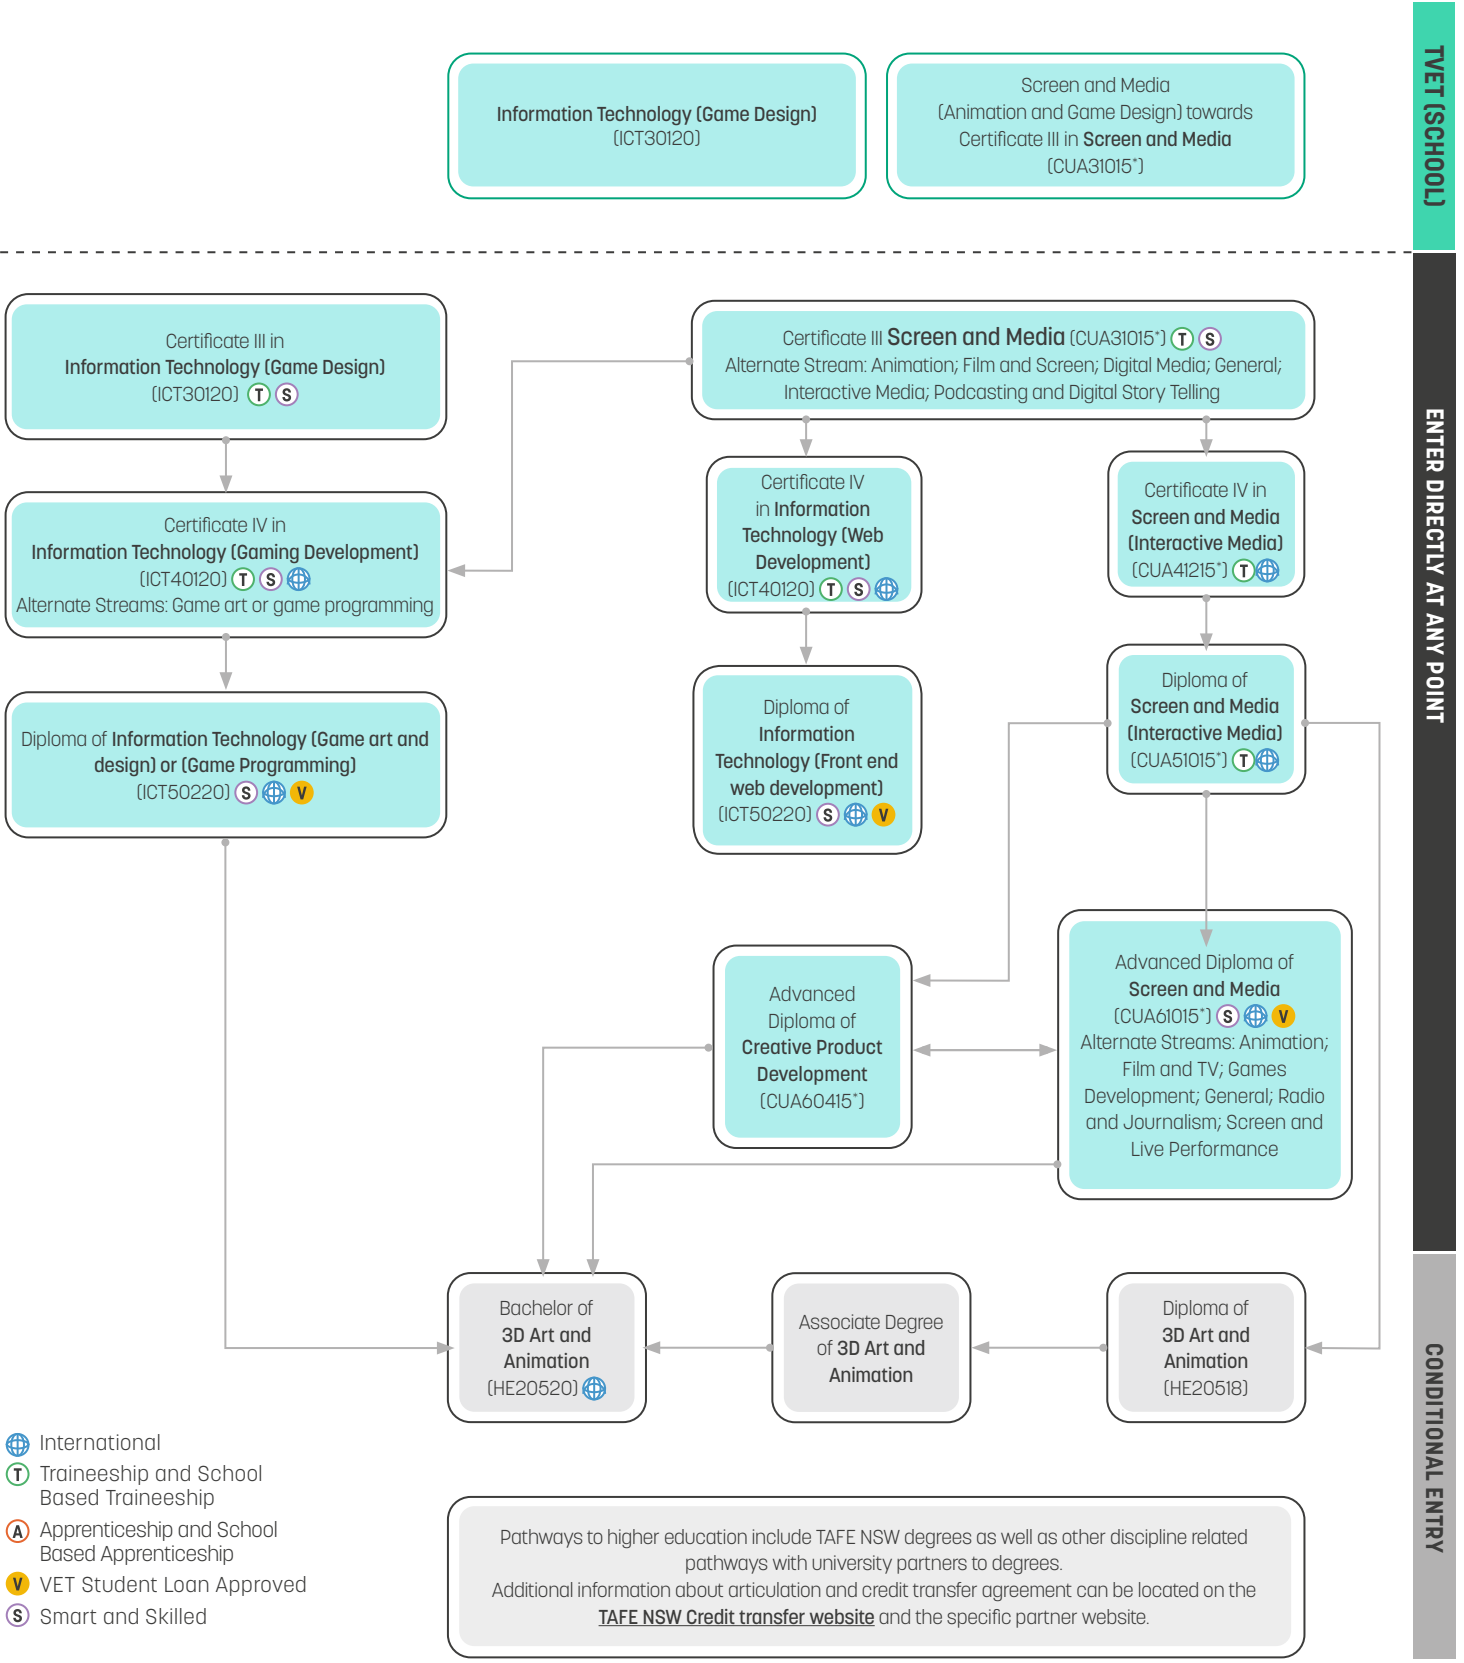 TVET (SCHOOL)
Information Technology (Game Design)
(ICT30120)
Screen and Media
(Animation and Game Design) towards
Certificate III in Screen and Media
(CUA31015*)
ENTER DIRECTLY AT ANY POINT
Certificate III in
Information Technology (Game Design)
(ICT30120) T S
Certificate III Screen and Media (CUA31015*) T S
Alternate Stream: Animation; Film and Screen; Digital Media; General;
Interactive Media; Podcasting and Digital Story Telling
Certificate IV in
Information Technology (Gaming Development)
(ICT40120) T S
Alternate Streams: Game art or game programming
Certificate IV
in Information
Technology (Web
Development)
(ICT40120) T S
Certificate IV in
Screen and Media
(Interactive Media)
(CUA41215*) T
Diploma of Information Technology (Game art and
design) or (Game Programming)
(ICT50220) S V
Diploma of
Information
Technology (Front end
web development)
(ICT50220) S V
Diploma of
Screen and Media
(Interactive Media)
(CUA51015*) T
Advanced
Diploma of
Creative Product
Development
(CUA60415*)
Advanced Diploma of
Screen and Media
(CUA61015*) S V
Alternate Streams: Animation;
Film and TV; Games
Development; General; Radio
and Journalism; Screen and
Live Performance
CONDITIONAL ENTRY
Bachelor of
3D Art and
Animation
(HE20520)
Associate Degree
of 3D Art and
Animation
Diploma of
3D Art and
Animation
(HE20518)
International
T Traineeship and School
Based Traineeship
A Apprenticeship and School
Based Apprenticeship
V VET Student Loan Approved
S Smart and Skilled
Pathways to higher education include TAFE NSW degrees as well as other discipline related
pathways with university partners to degrees.
Additional information about articulation and credit transfer agreement can be located on the
TAFE NSW Credit transfer website and the specific partner website.